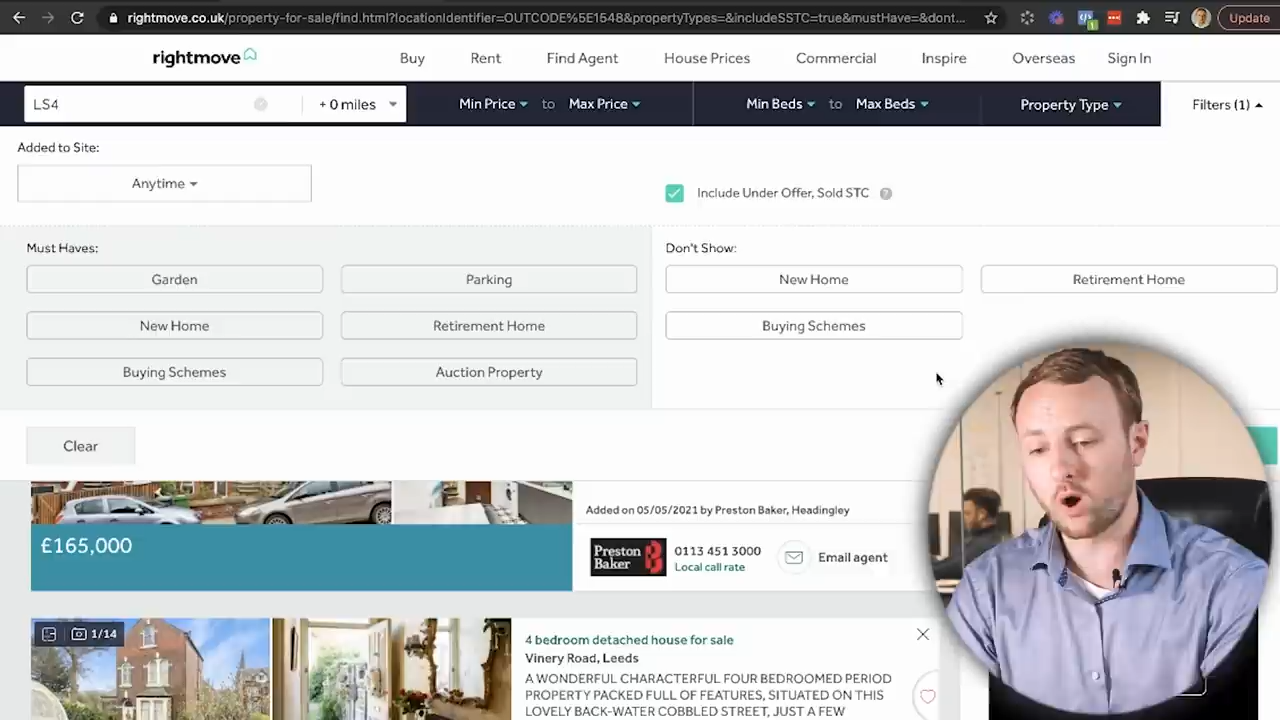 rightmove.co.uk/property-for-sale/find.html?locationIdentifier=OUTCODE%5E1548&propertyTypes=&includeSSTC=true&mustHave=&dont...
Update
rightmove
Buy
Rent
Find Agent
House Prices
Commercial
Inspire
Overseas
Sign In
LS4
+ 0 miles
Min Price
to
Max Price
Min Beds
to
Max Beds
Property Type
Filters (1)
Added to Site:
Anytime
Include Under Offer, Sold STC
?
Must Haves:
Don't Show:
Garden
Parking
New Home
Retirement Home
New Home
Retirement Home
Buying Schemes
Buying Schemes
Auction Property
Clear
£165,000
Added on 05/05/2021 by Preston Baker, Headingley
Preston
Baker
0113 451 3000
Local call rate
Email agent
1/14
4 bedroom detached house for sale
Vinery Road, Leeds
A WONDERFUL CHARACTERFUL FOUR BEDROOMED PERIOD
PROPERTY PACKED FULL OF FEATURES, SITUATED ON THIS
LOVELY BACK-WATER COBBLED STREET, JUST A FEW